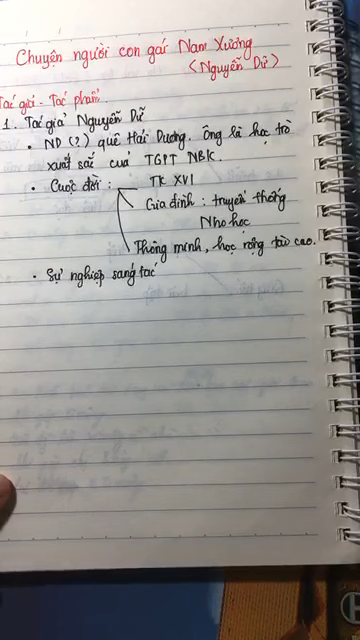 Chuyện người con gái Nam Xương
(Nguyễn Dữ)
Tác giả - Tác phẩm
1. Tác giả Nguyễn Dữ
• ND (?) quê Hải Dương. Ông là học trò
xuất sắc của TGPT NBK.
• Cuộc đời : TK XVI
Gia đình : truyền thống
Nho học
Thông minh, học rộng tài cao.
• Sự nghiệp sáng tác